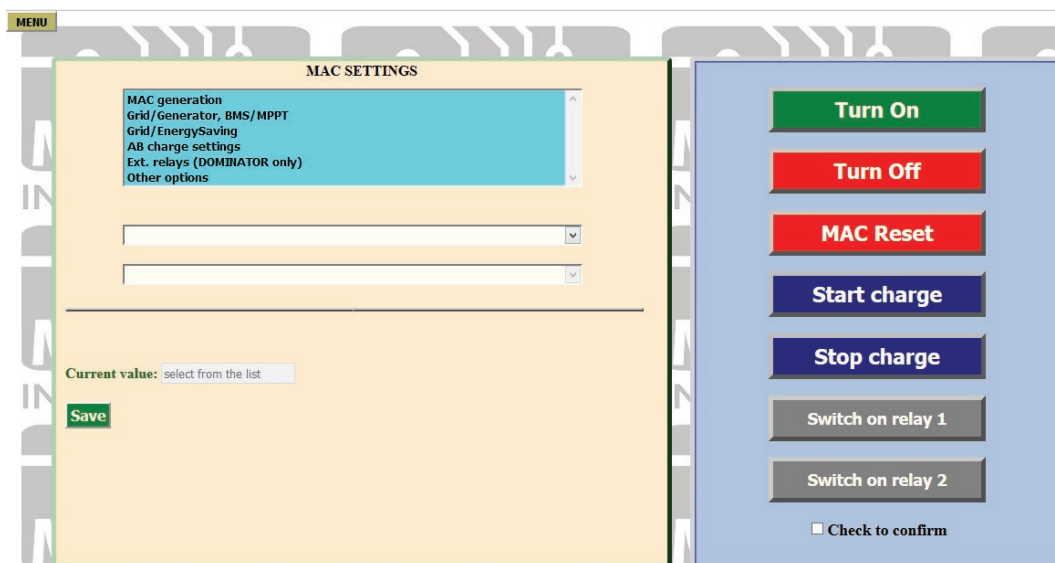 MENU
MAC SETTINGS
MAC generation
Grid/Generator, BMS/MPPT
Grid/EnergySaving
AB charge settings
Ext. relays (DOMINATOR only)
Other options
Current value: select from the list
Save
Turn On
Turn Off
MAC Reset
Start charge
Stop charge
Switch on relay 1
Switch on relay 2
Check to confirm